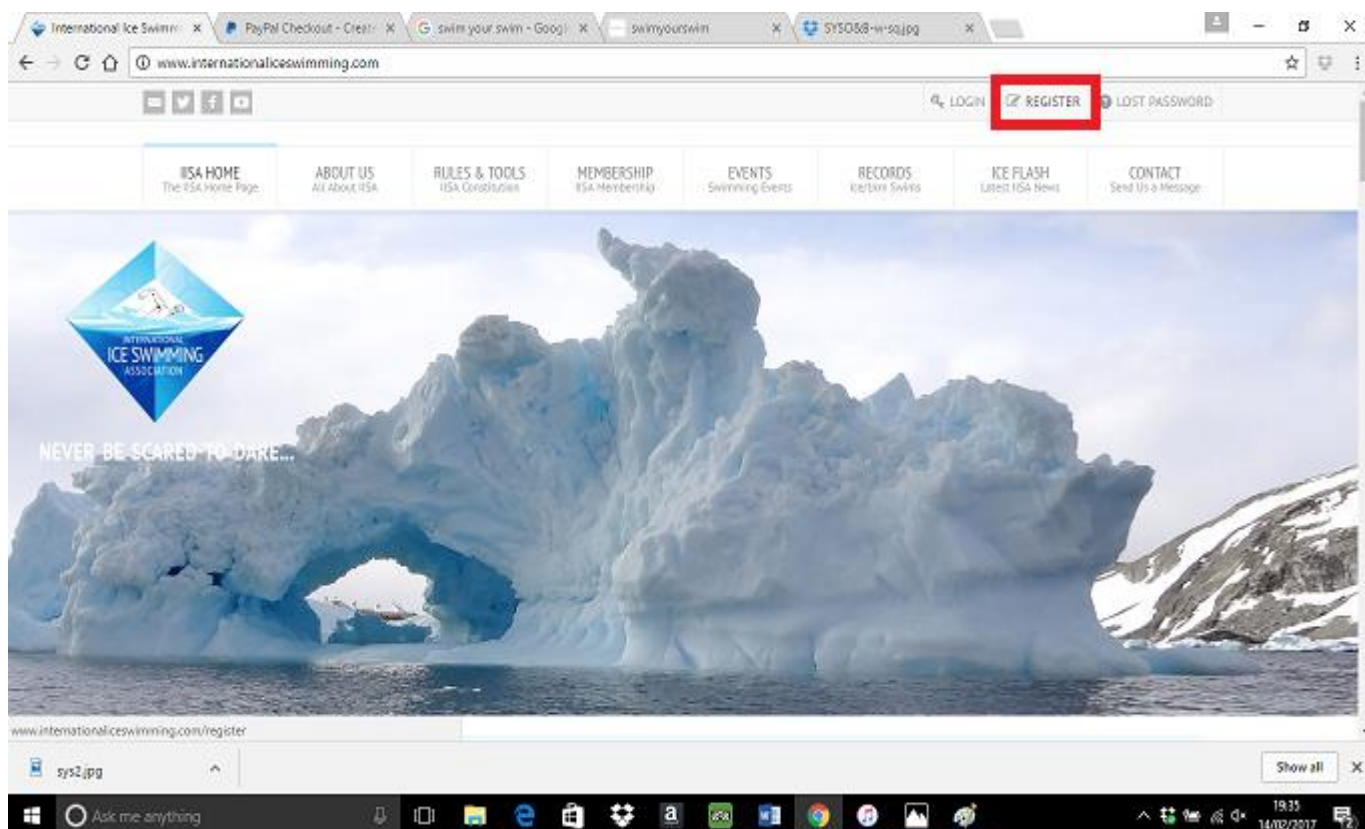 International Ice Swimm
PayPal Checkout - Creat
swim your swim - Googl
swimyourswim
SYSO&B-w-sq.jpg
www.internationaliceswimming.com
LOGIN
REGISTER
LOST PASSWORD
IISA HOME
The IISA Home Page
ABOUT US
All About IISA
RULES & TOOLS
IISA Constitution
MEMBERSHIP
IISA Membership
EVENTS
Swimming Events
RECORDS
Ice/1km Swims
ICE FLASH
Latest IISA News
CONTACT
Send Us a Message
INTERNATIONAL
ICE SWIMMING
ASSOCIATION
NEVER BE SCARED TO DARE...
www.internationaliceswimming.com/register
sys2.jpg
Show all
Ask me anything
19:35
14/02/2017